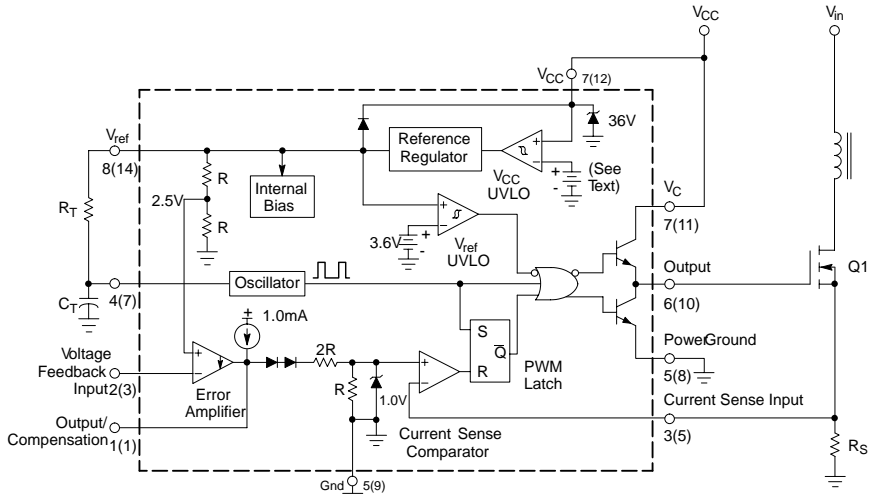 VCC
Vin
VCC 7(12)
Vref
8(14)
36V
Reference
Regulator
+
−
VCC
UVLO
+
-
(See
Text)
R
R
2.5V
Internal
Bias
RT
VC
7(11)
3.6V
+
-
+
−
Vref
UVLO
Output
6(10)
Q1
Oscillator
CT
4(7)
+
1.0mA
S
Q
R
PWM
Latch
Power Ground
5(8)
Voltage
Feedback
Input
2(3)
+
−
Error
Amplifier
2R
R
1.0V
+
−
Current Sense
Comparator
Current Sense Input
3(5)
RS
Output/
Compensation
1(1)
Gnd 5(9)